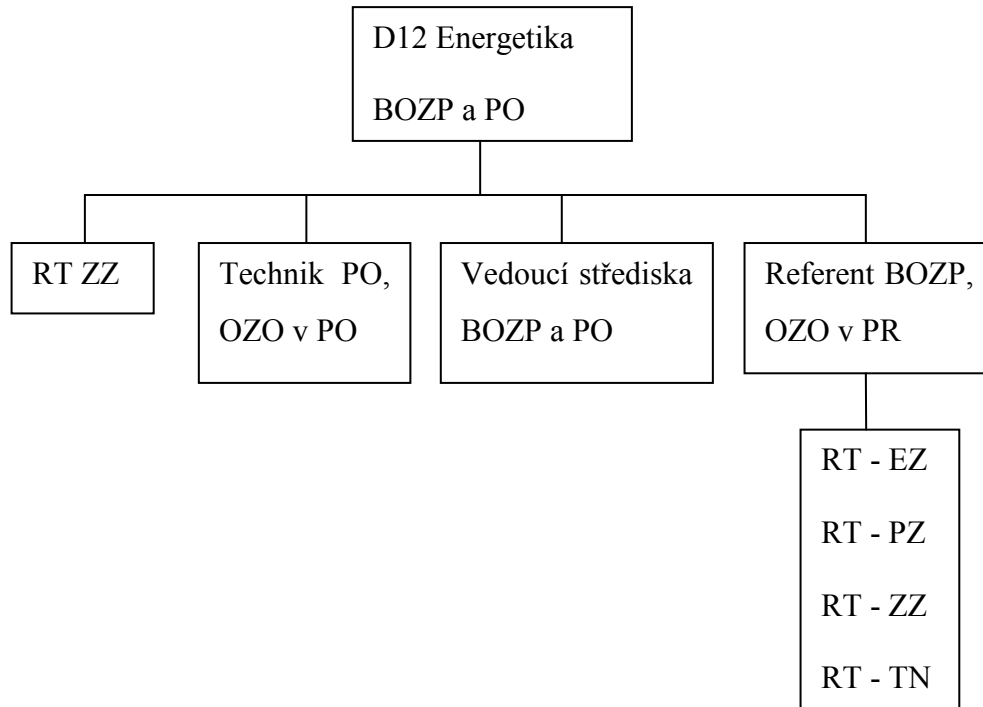 D12 Energetika
BOZP a PO
RT ZZ
Technik PO,
OZO v PO
Vedoucí střediska
BOZP a PO
Referent BOZP,
OZO v PR
RT - EZ
RT - PZ
RT - ZZ
RT - TN